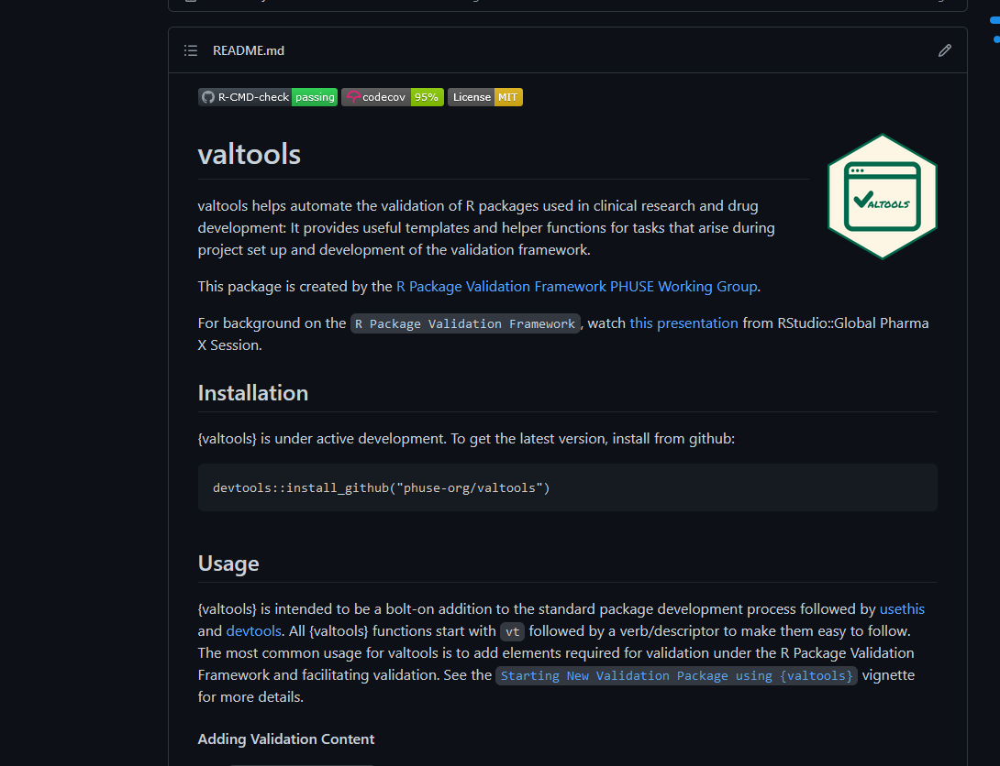 README.md
R-CMD-check passing codecov 95% License MIT
valtools
VALTOOLS
valtools helps automate the validation of R packages used in clinical research and drug
development: It provides useful templates and helper functions for tasks that arise during
project set up and development of the validation framework.
This package is created by the R Package Validation Framework PHUSE Working Group.
For background on the R Package Validation Framework, watch this presentation from RStudio::Global Pharma
X Session.
Installation
{valtools} is under active development. To get the latest version, install from github:
devtools::install_github("phuse-org/valtools")
Usage
{valtools} is intended to be a bolt-on addition to the standard package development process followed by usethis
and devtools. All {valtools} functions start with vt followed by a verb/descriptor to make them easy to follow.
The most common usage for valtools is to add elements required for validation under the R Package Validation
Framework and facilitating validation. See the Starting New Validation Package using {valtools} vignette
for more details.
Adding Validation Content